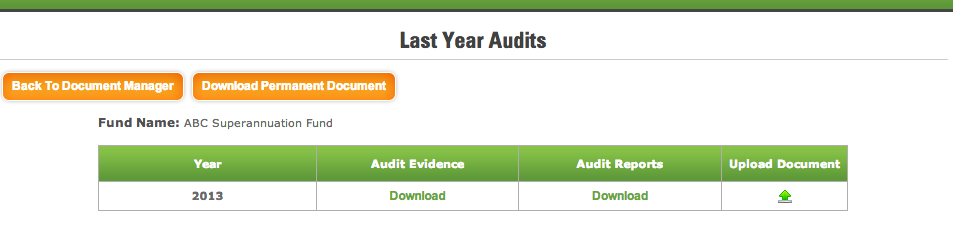 Last Year Audits
Back To Document Manager Download Permanent Document
Fund Name: ABC Superannuation Fund
Year Audit Evidence Audit Reports Upload Document
2013 Download Download